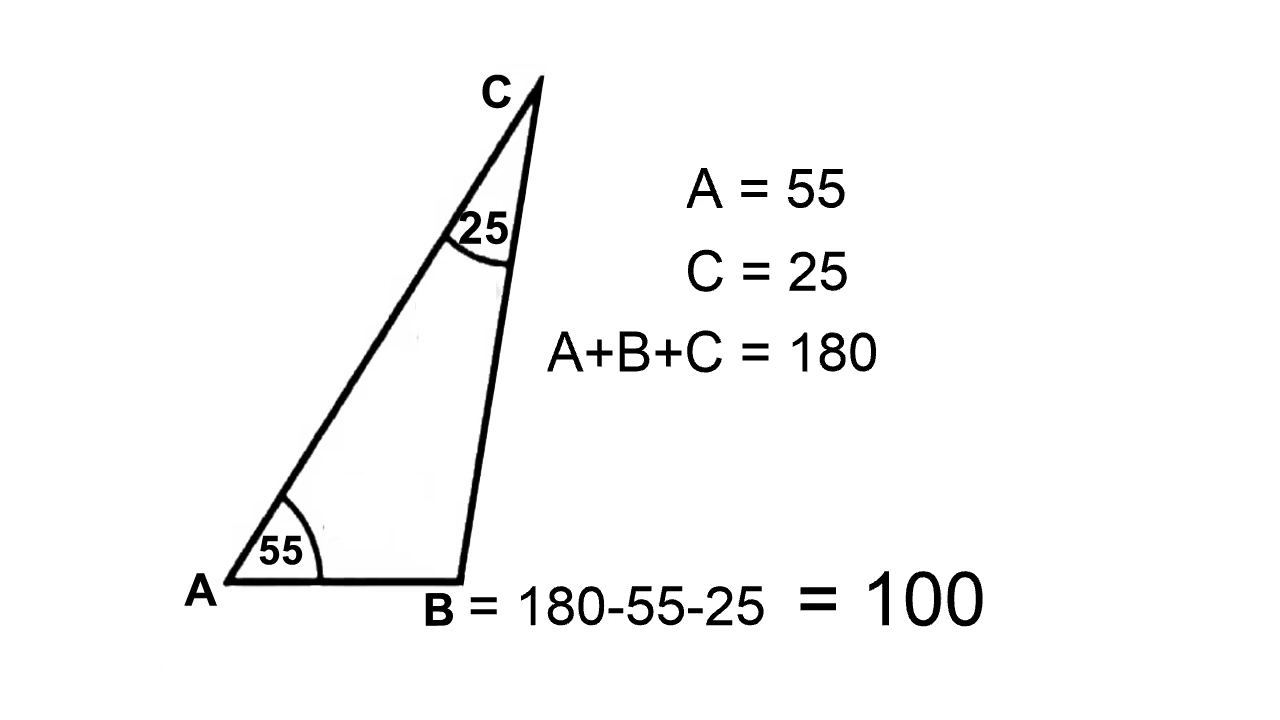 C
25
A = 55
C = 25
A+B+C = 180
55
A
B = 180-55-25 = 100